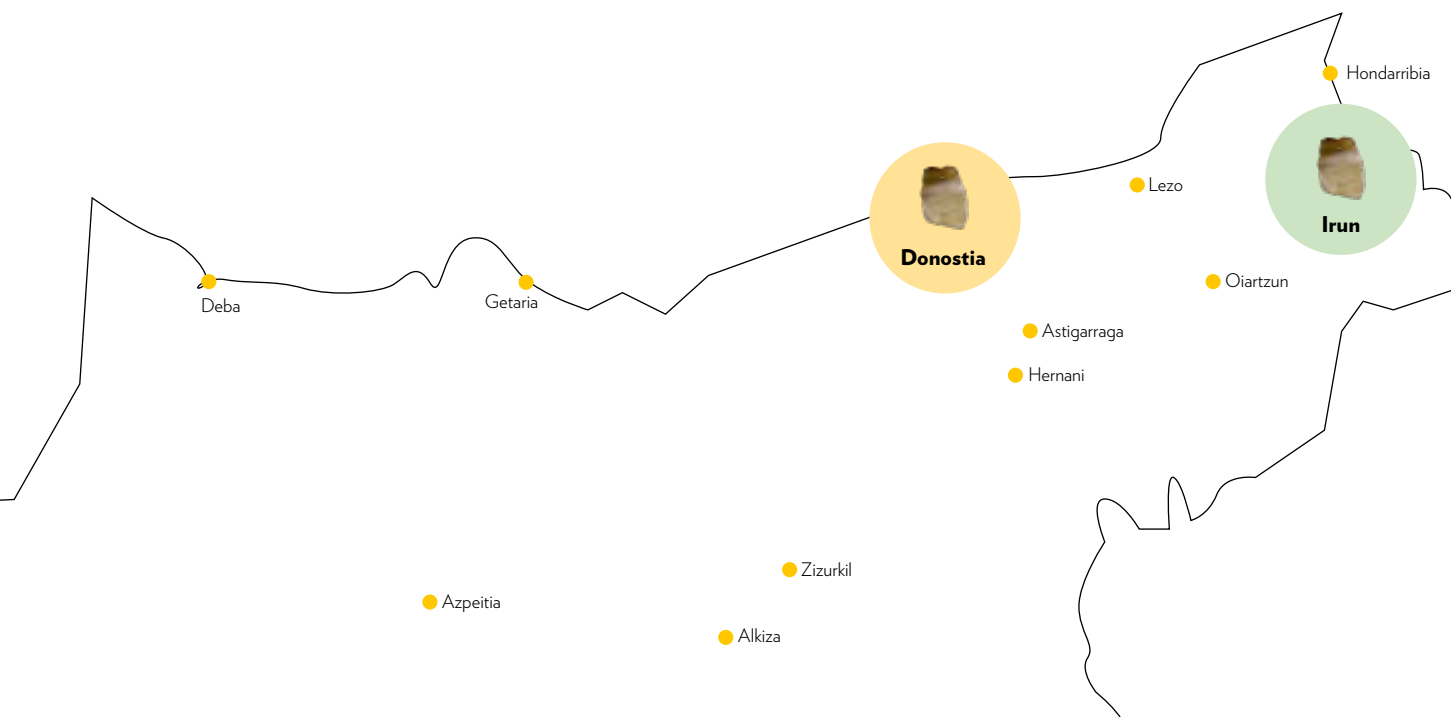 Hondarribia
Lezo
Irun
Donostia
Oiartzun
Deba
Getaria
Astigarraga
Hernani
Zizurkil
Azpeitia
Alkiza